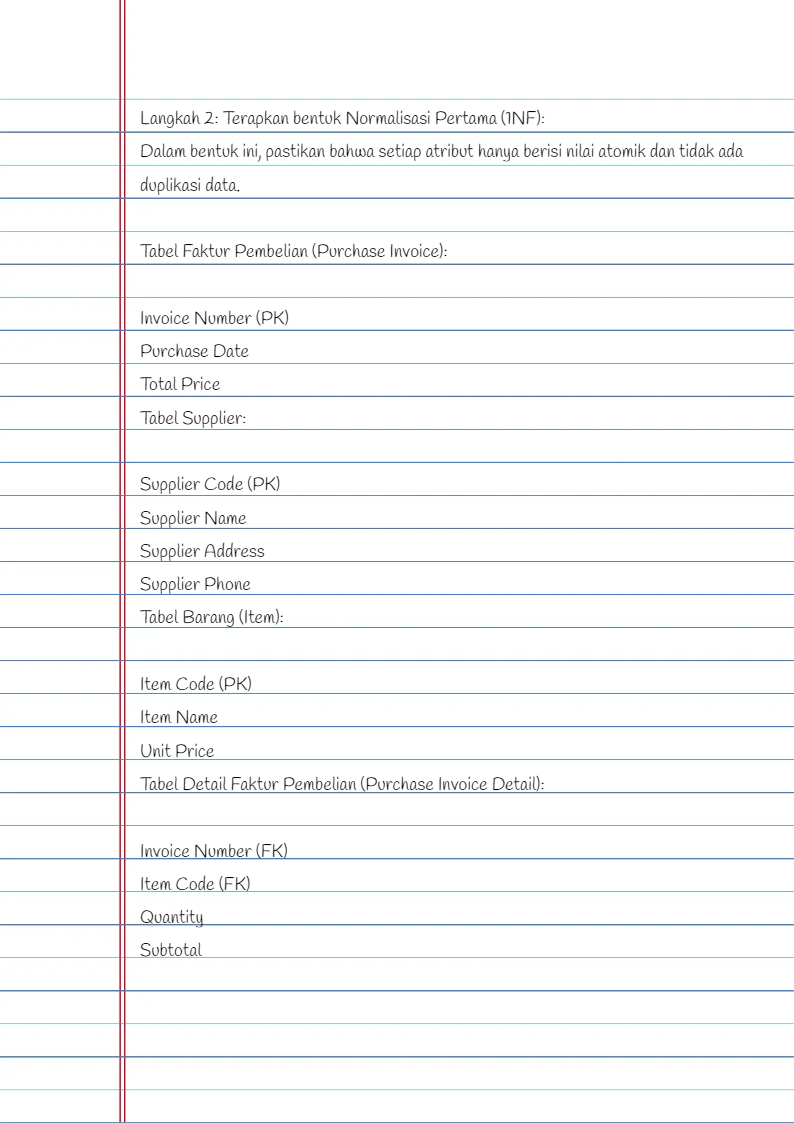 Langkah 2: Terapkan bentuk Normalisasi Pertama (1NF):
Dalam bentuk ini, pastikan bahwa setiap atribut hanya berisi nilai atomik dan tidak ada
duplikasi data.
Tabel Faktur Pembelian (Purchase Invoice):
Invoice Number (PK)
Purchase Date
Total Price
Tabel Supplier:
Supplier Code (PK)
Supplier Name
Supplier Address
Supplier Phone
Tabel Barang (Item):
Item Code (PK)
Item Name
Unit Price
Tabel Detail Faktur Pembelian (Purchase Invoice Detail):
Invoice Number (FK)
Item Code (FK)
Quantity
Subtotal